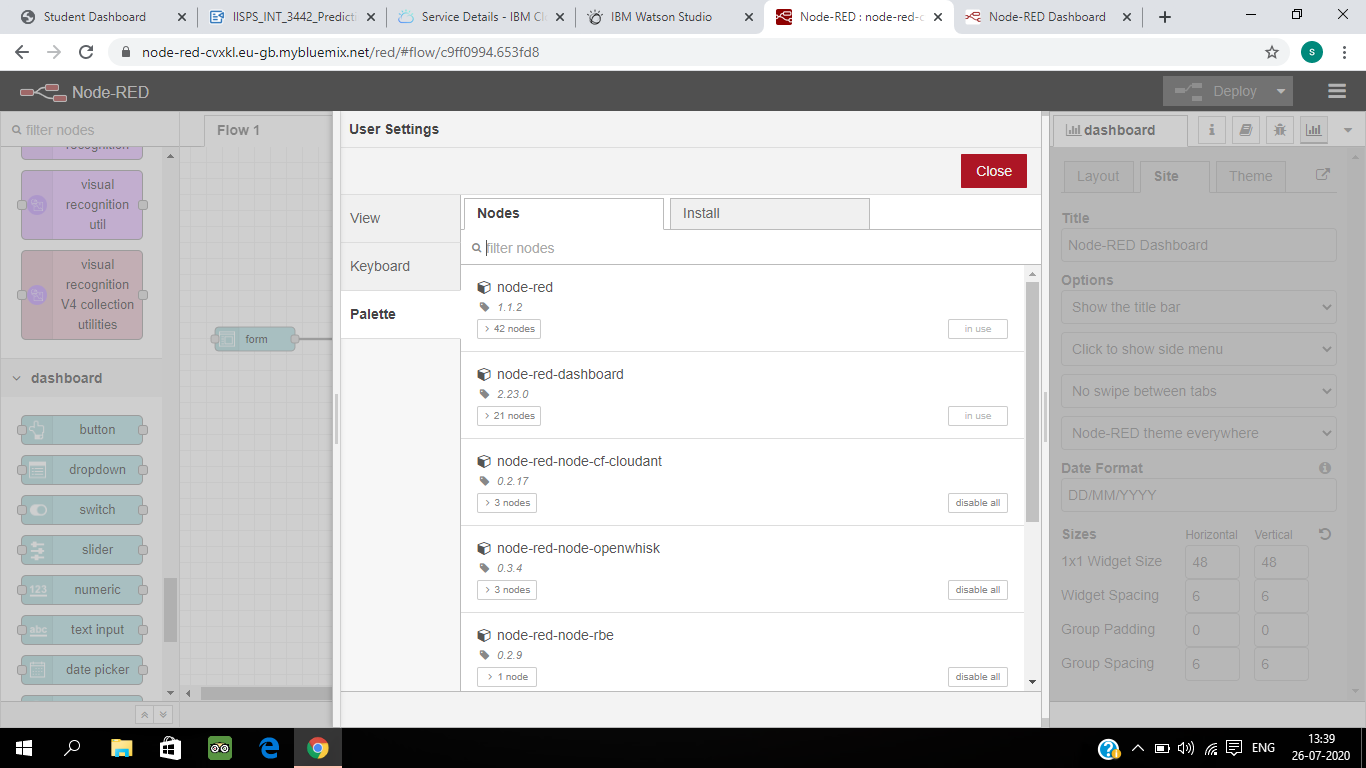 Student Dashboard
IISPS_INT_3442_Predicti
Service Details - IBM Cl
IBM Watson Studio
Node-RED : node-red-c
Node-RED Dashboard
node-red-cvxkl.eu-gb.mybluemix.net/red/#flow/c9ff0994.653fd8
S
Node-RED
Deploy
filter nodes
Flow 1
recognition
visual
recognition
util
visual
recognition
V4 collection
utilities
dashboard
button
dropdown
switch
slider
123 numeric
abc text input
date picker
form
User Settings
Close
View
Keyboard
Palette
Nodes
Install
filter nodes
node-red
1.1.2
42 nodes
in use
node-red-dashboard
2.23.0
21 nodes
in use
node-red-node-cf-cloudant
0.2.17
3 nodes
disable all
node-red-node-openwhisk
0.3.4
3 nodes
disable all
node-red-node-rbe
0.2.9
1 node
disable all
dashboard
Layout
Site
Theme
Title
Node-RED Dashboard
Options
Show the title bar
Click to show side menu
No swipe between tabs
Node-RED theme everywhere
Date Format
DD/MM/YYYY
Sizes Horizontal Vertical
1x1 Widget Size 48 48
Widget Spacing 6 6
Group Padding 0 0
Group Spacing 6 6
ENG
13:39
26-07-2020